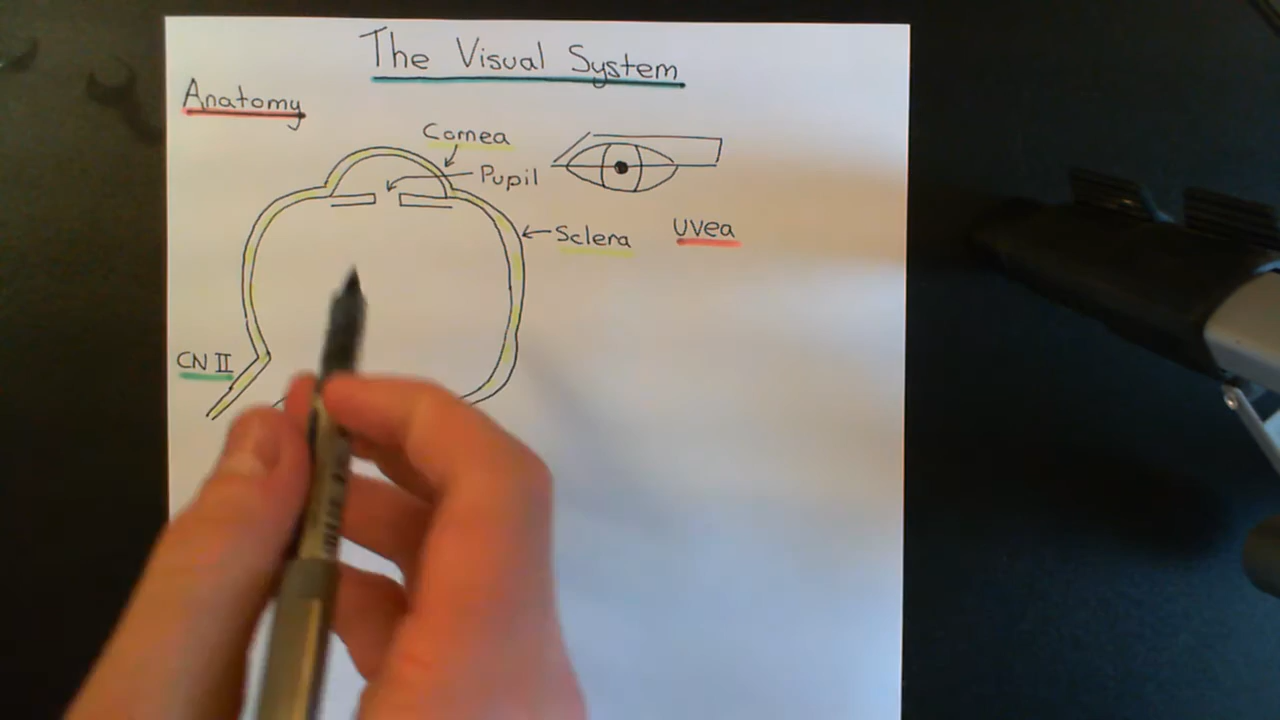 The Visual System
Anatomy
Cornea
Pupil
Sclera
Uvea
CN II